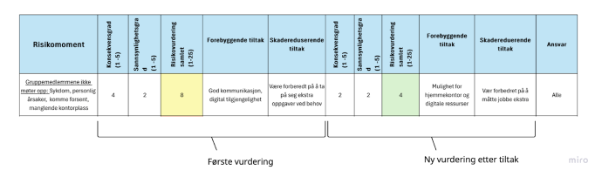 Risikomoment
Konsekvensgrad
(1 -5)
Sannsynlighetsgra
d (1 -5)
Risikovurdering
samlet
(1-25)
Forebyggende tiltak
Skadereduserende
tiltak
Konsekvensgrad
(1 -5)
Sannsynlighetsgra
d (1 -5)
Risikovurdering
samlet
(1-25)
Forebyggende
tiltak
Skadereduserende
tiltak
Ansvar
Gruppemedlemmene ikke
møter opp: Sykdom, personlig
årsaker, komme forsent,
manglende kontorplass
4
2
8
God kommunikasjon,
digital tilgjengelighet
Være forberedt på å ta
på seg ekstra
oppgaver ved behov
2
2
4
Mulighet for
hjemmekontor og
digitale ressurser
Vær forberedet på å
måtte jobbe ekstra
Alle
Første vurdering
Ny vurdering etter tiltak
miro